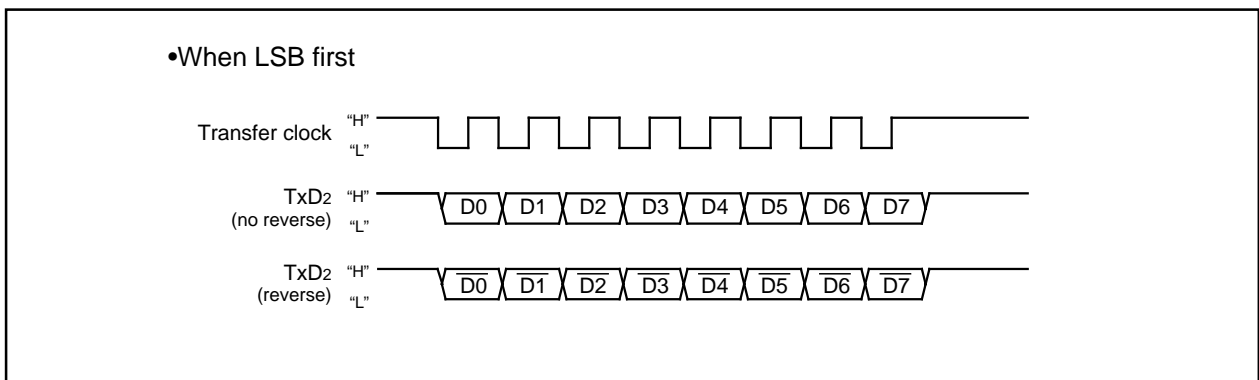 •When LSB first
Transfer clock “H”
“L”
TxD2 “H”
(no reverse) “L”
D0 D1 D2 D3 D4 D5 D6 D7
TxD2 “H”
(reverse) “L”
D0 D1 D2 D3 D4 D5 D6 D7